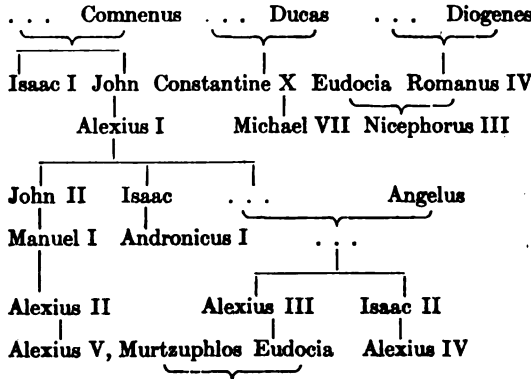 . . . Comnenus . . . Ducas . . . Diogenes
Isaac I John Constantine X Eudocia Romanus IV
Alexius I Michael VII Nicephorus III
John II Isaac . . . Angelus
Manuel I Andronicus I . . .
Alexius II Alexius III Isaac II
Alexius V, Murtzuphlos Eudocia Alexius IV